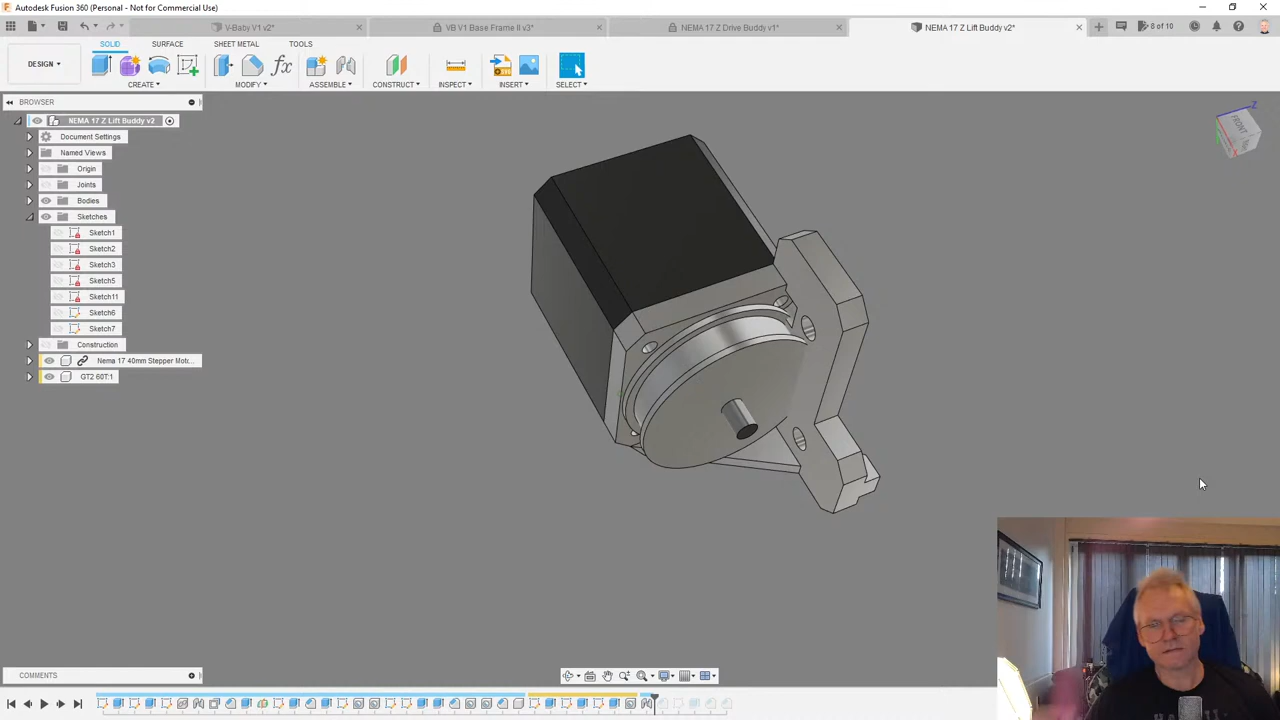 Autodesk Fusion 360 (Personal - Not for Commercial Use)
V-Baby V1 v2*
VB V1 Base Frame II v3*
NEMA 17 Z Drive Buddy v1*
NEMA 17 Z Lift Buddy v2*
8 of 10
SOLID
SURFACE
SHEET METAL
TOOLS
DESIGN
CREATE
MODIFY
ASSEMBLE
CONSTRUCT
INSPECT
INSERT
SELECT
BROWSER
NEMA 17 Z Lift Buddy v2
Document Settings
Named Views
Origin
Joints
Bodies
Sketches
Sketch1
Sketch2
Sketch3
Sketch5
Sketch11
Sketch6
Sketch7
Construction
Nema 17 40mm Stepper Mot...
GT2 60T:1
Z
FRONT
COMMENTS